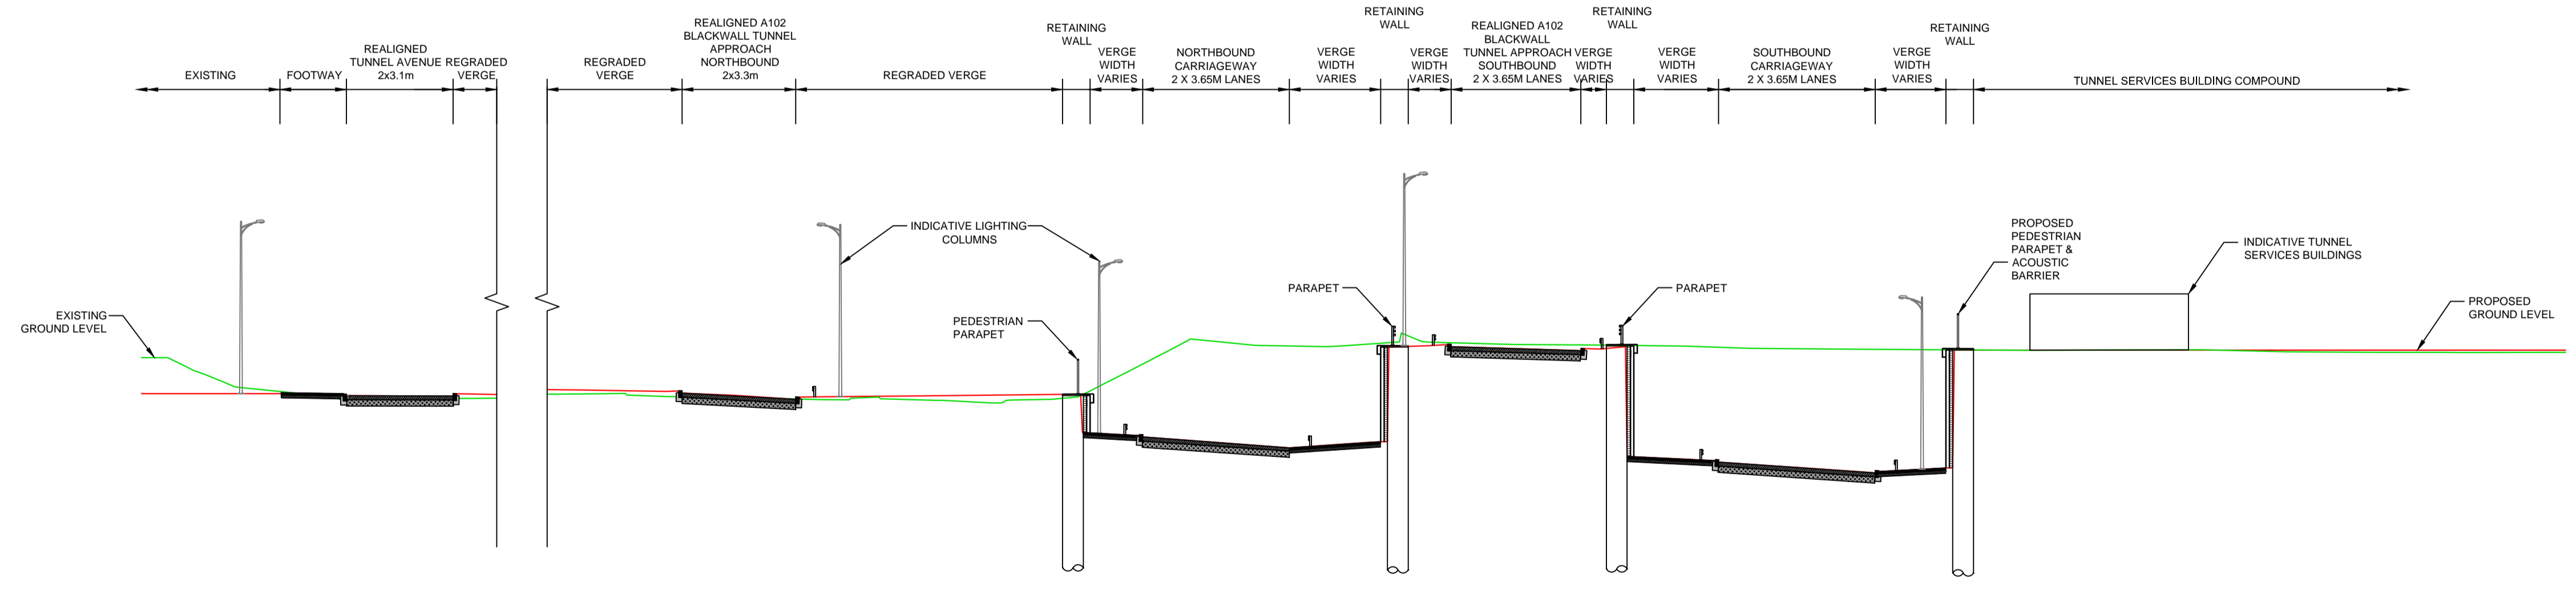 EXISTING
FOOTWAY
REALIGNED
TUNNEL AVENUE
2x3.1m
REGRADED
VERGE
REGRADED
VERGE
REALIGNED A102
BLACKWALL TUNNEL
APPROACH
NORTHBOUND
2x3.3m
REGRADED VERGE
RETAINING
WALL
VERGE
WIDTH
VARIES
NORTHBOUND
CARRIAGEWAY
2 X 3.65M LANES
VERGE
WIDTH
VARIES
RETAINING
WALL
VERGE
WIDTH
VARIES
REALIGNED A102
BLACKWALL
TUNNEL APPROACH
SOUTHBOUND
2 X 3.65M LANES
VERGE
WIDTH
VARIES
RETAINING
WALL
VERGE
WIDTH
VARIES
SOUTHBOUND
CARRIAGEWAY
2 X 3.65M LANES
VERGE
WIDTH
VARIES
RETAINING
WALL
TUNNEL SERVICES BUILDING COMPOUND
EXISTING
GROUND LEVEL
INDICATIVE LIGHTING
COLUMNS
PEDESTRIAN
PARAPET
PARAPET
PARAPET
PROPOSED
PEDESTRIAN
PARAPET &
ACOUSTIC
BARRIER
INDICATIVE TUNNEL
SERVICES BUILDINGS
PROPOSED
GROUND LEVEL